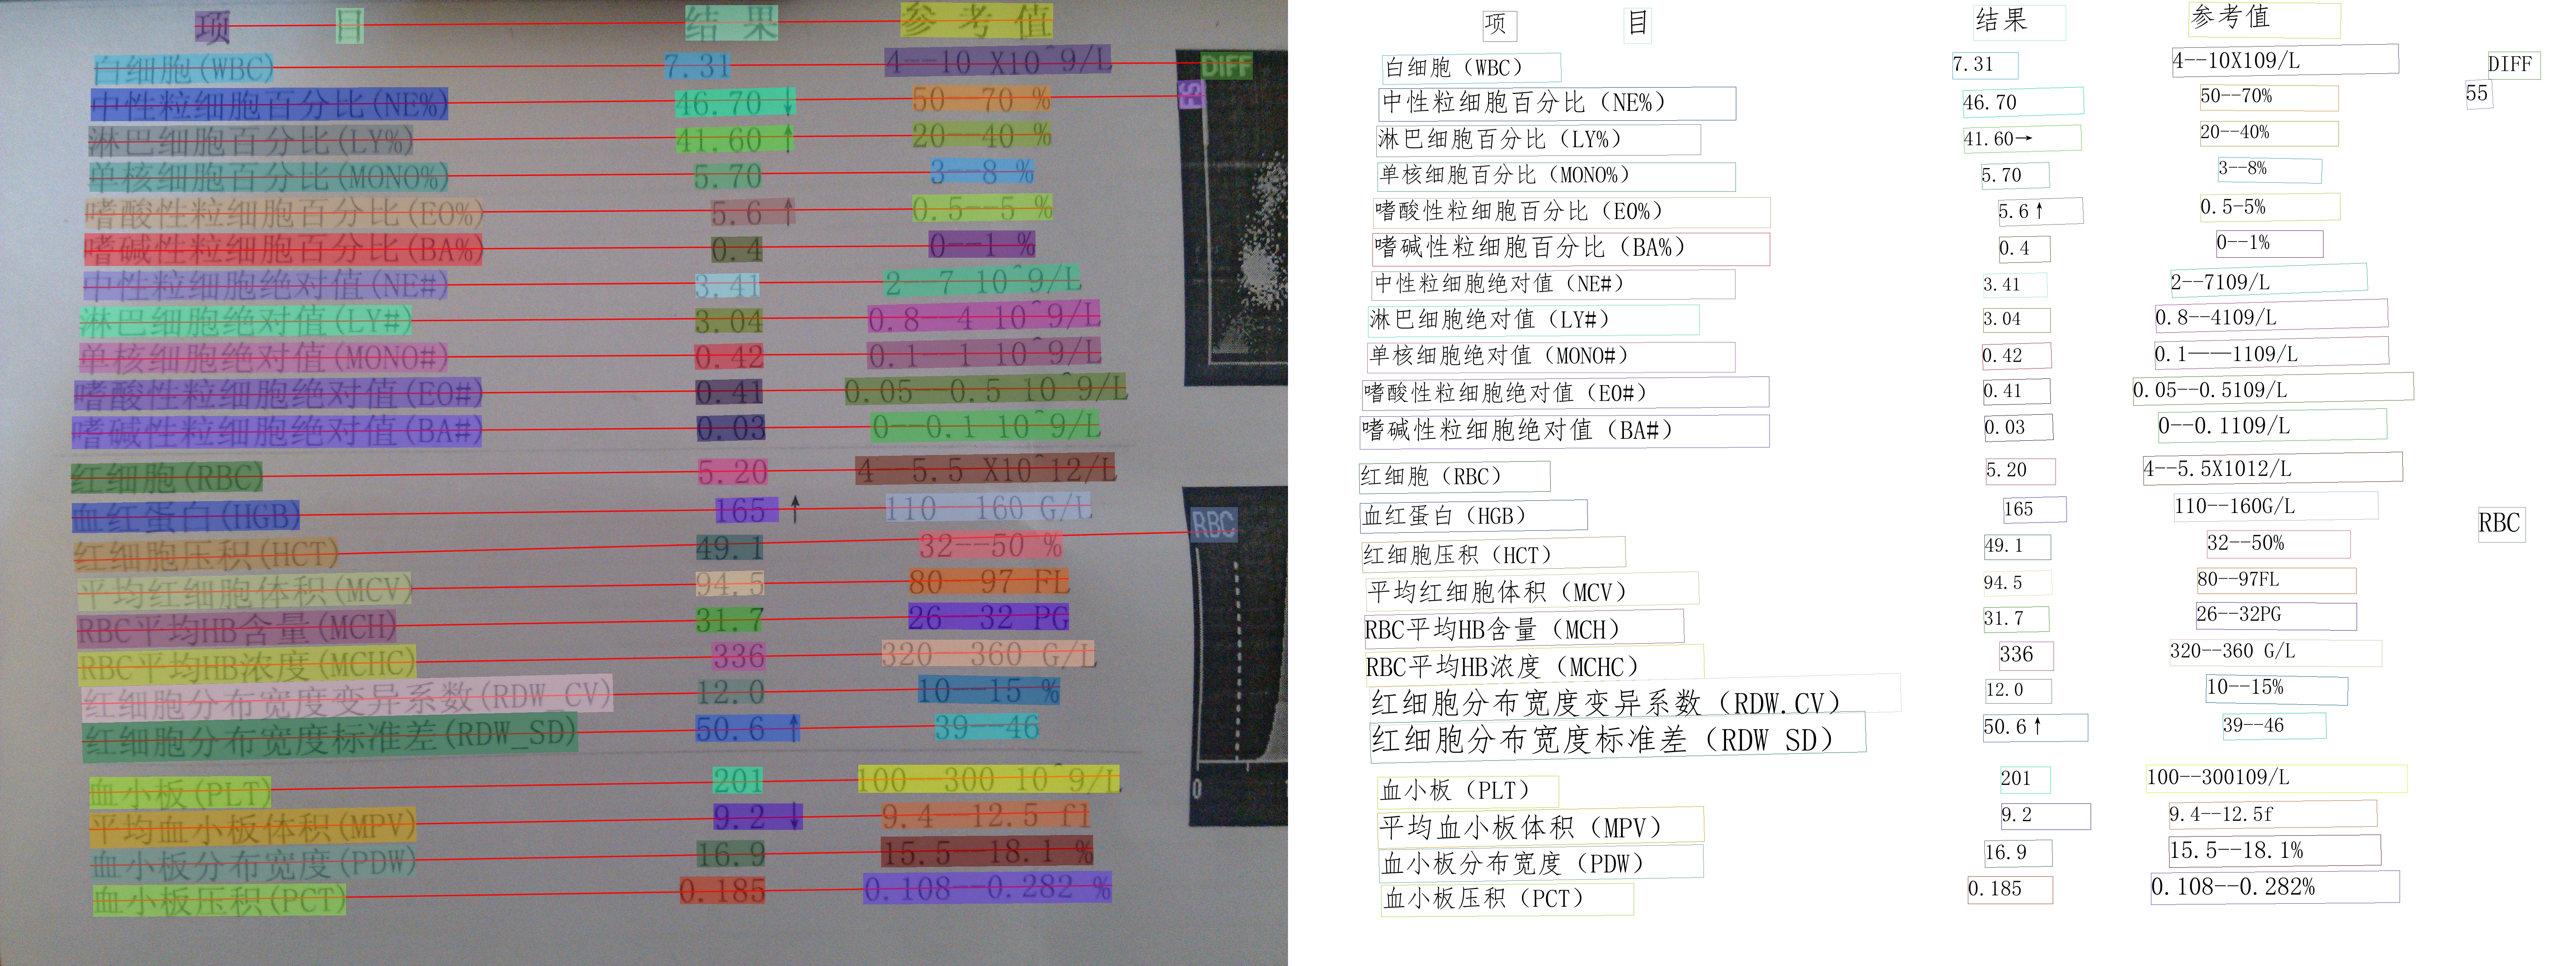 项 目 结 果 参 考 值
白细胞(WBC) 7.31 4--10 X10^9/L DIFF
中性粒细胞百分比(NE%) 46.70 ↓ 50--70 % FS
淋巴细胞百分比(LY%) 41.60 ↑ 20--40 %
单核细胞百分比(MONO%) 5.70 3--8 %
嗜酸性粒细胞百分比(EO%) 5.6 ↑ 0.5--5 %
嗜碱性粒细胞百分比(BA%) 0.4 0--1 %
中性粒细胞绝对值(NE#) 3.41 2--7 10^9/L
淋巴细胞绝对值(LY#) 3.04 0.8--4 10^9/L
单核细胞绝对值(MONO#) 0.42 0.1--1 10^9/L
嗜酸性粒细胞绝对值(EO#) 0.41 0.05--0.5 10^9/L
嗜碱性粒细胞绝对值(BA#) 0.03 0--0.1 10^9/L
红细胞(RBC) 5.20 4--5.5 X10^12/L
血红蛋白(HGB) 165 ↑ 110--160 G/L RBC
红细胞压积(HCT) 49.1 32--50 %
平均红细胞体积(MCV) 94.5 80--97 FL
RBC平均HB含量(MCH) 31.7 26--32 PG
RBC平均HB浓度(MCHC) 336 320--360 G/L
红细胞分布宽度变异系数(RDW_CV) 12.0 10--15 %
红细胞分布宽度标准差(RDW_SD) 50.6 ↑ 39--46
血小板(PLT) 201 100--300 10^9/L 0
平均血小板体积(MPV) 9.2 ↓ 9.4--12.5 fl
血小板分布宽度(PDW) 16.9 15.5--18.1 %
血小板压积(PCT) 0.185 0.108--0.282 %
项 目 结果 参考值
白细胞（WBC） 7.31 4--10X109/L DIFF
中性粒细胞百分比（NE%） 46.70 50--70% 55
淋巴细胞百分比（LY%） 41.60→ 20--40%
单核细胞百分比（MONO%） 5.70 3--8%
嗜酸性粒细胞百分比（EO%） 5.6↑ 0.5-5%
嗜碱性粒细胞百分比（BA%） 0.4 0--1%
中性粒细胞绝对值（NE#） 3.41 2--7109/L
淋巴细胞绝对值（LY#） 3.04 0.8--4109/L
单核细胞绝对值（MONO#） 0.42 0.1——1109/L
嗜酸性粒细胞绝对值（EO#） 0.41 0.05--0.5109/L
嗜碱性粒细胞绝对值（BA#） 0.03 0--0.1109/L
红细胞（RBC） 5.20 4--5.5X1012/L
血红蛋白（HGB） 165 110--160G/L RBC
红细胞压积（HCT） 49.1 32--50%
平均红细胞体积（MCV） 94.5 80--97FL
RBC平均HB含量（MCH） 31.7 26--32PG
RBC平均HB浓度（MCHC） 336 320--360 G/L
红细胞分布宽度变异系数（RDW.CV） 12.0 10--15%
红细胞分布宽度标准差（RDW SD） 50.6↑ 39--46
血小板（PLT） 201 100--300109/L
平均血小板体积（MPV） 9.2 9.4--12.5f
血小板分布宽度（PDW） 16.9 15.5--18.1%
血小板压积（PCT） 0.185 0.108--0.282%